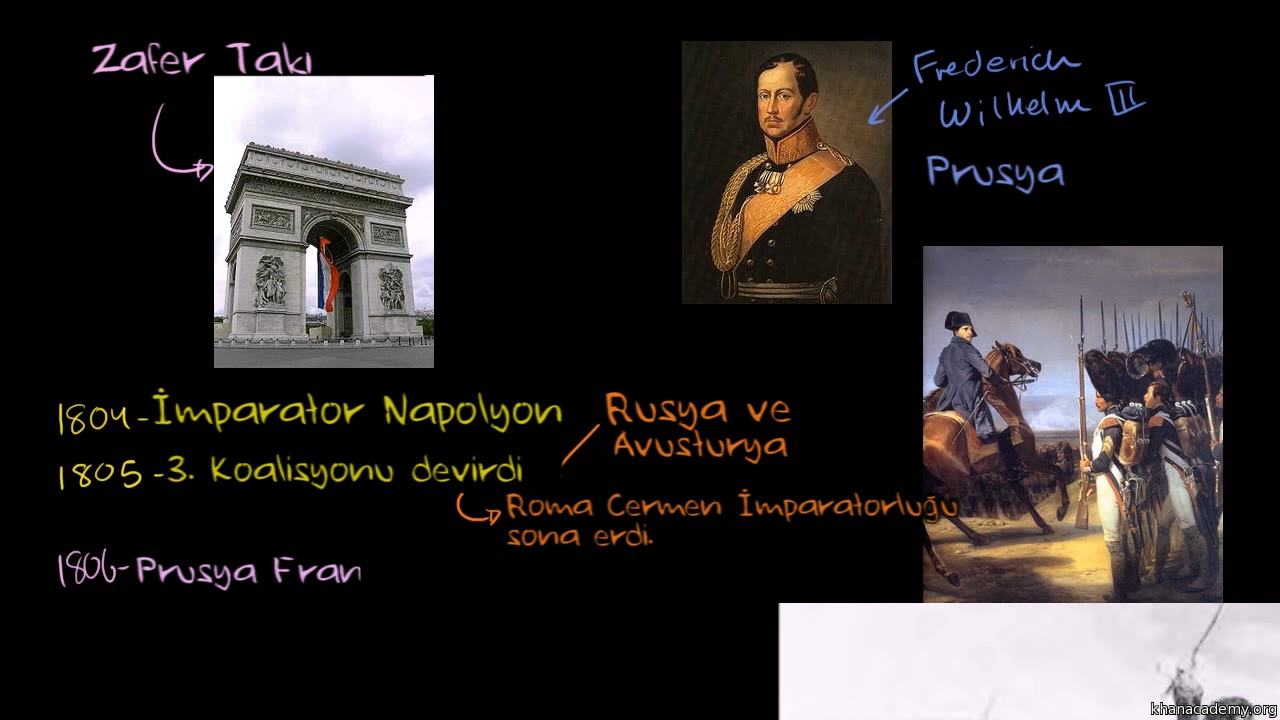 Zafer Takı
Frederich
Wilhelm III
Prusya
1804-İmparator Napolyon
1805-3. Koalisyonu devirdi
Rusya ve
Avusturya
Roma Cermen İmparatorluğu
sona erdi.
1806-Prusya Fran
khanacademy.org